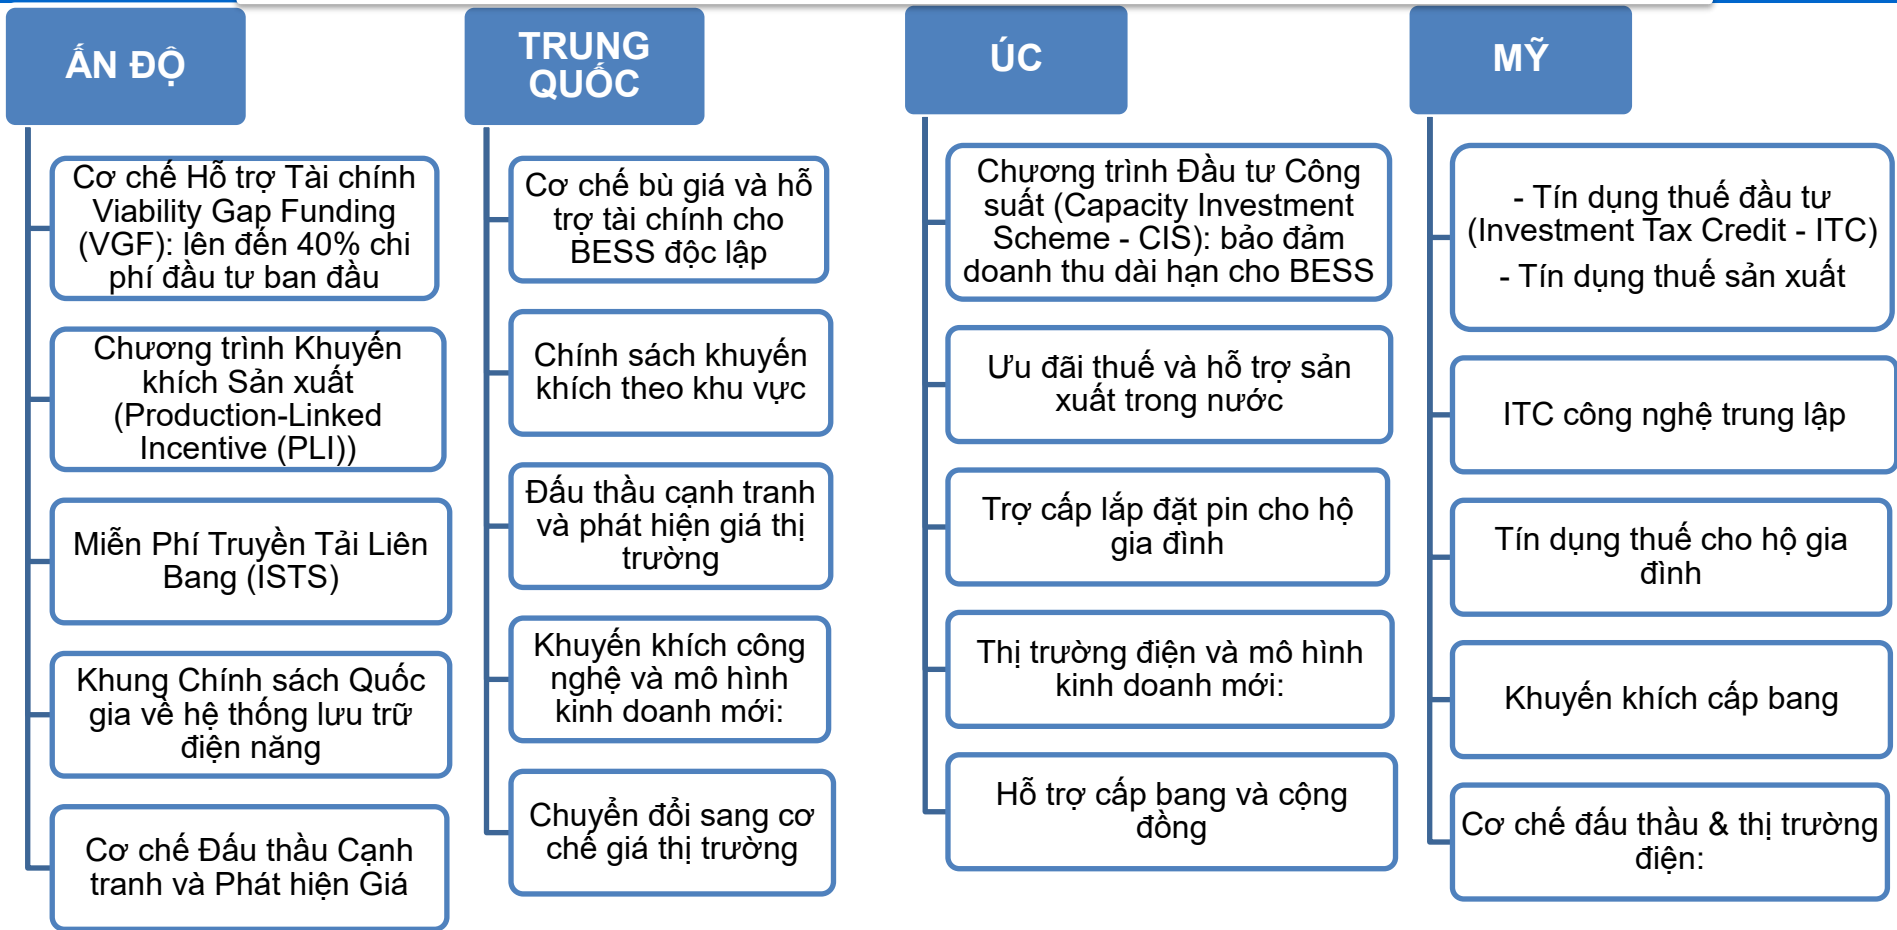 ẤN ĐỘ
Cơ chế Hỗ trợ Tài chính
Viability Gap Funding
(VGF): lên đến 40% chi
phí đầu tư ban đầu
Chương trình Khuyến
khích Sản xuất
(Production-Linked
Incentive (PLI))
Miễn Phí Truyền Tải Liên
Bang (ISTS)
Khung Chính sách Quốc
gia về hệ thống lưu trữ
điện năng
Cơ chế Đấu thầu Cạnh
tranh và Phát hiện Giá
TRUNG
QUỐC
Cơ chế bù giá và hỗ
trợ tài chính cho
BESS độc lập
Chính sách khuyến
khích theo khu vực
Đấu thầu cạnh tranh
và phát hiện giá thị
trường
Khuyến khích công
nghệ và mô hình
kinh doanh mới:
Chuyển đổi sang cơ
chế giá thị trường
ÚC
Chương trình Đầu tư Công
suất (Capacity Investment
Scheme - CIS): bảo đảm
doanh thu dài hạn cho BESS
Ưu đãi thuế và hỗ trợ sản
xuất trong nước
Trợ cấp lắp đặt pin cho hộ
gia đình
Thị trường điện và mô hình
kinh doanh mới:
Hỗ trợ cấp bang và cộng
đồng
MỸ
- Tín dụng thuế đầu tư
(Investment Tax Credit - ITC)
- Tín dụng thuế sản xuất
ITC công nghệ trung lập
Tín dụng thuế cho hộ gia
đình
Khuyến khích cấp bang
Cơ chế đấu thầu & thị trường
điện: